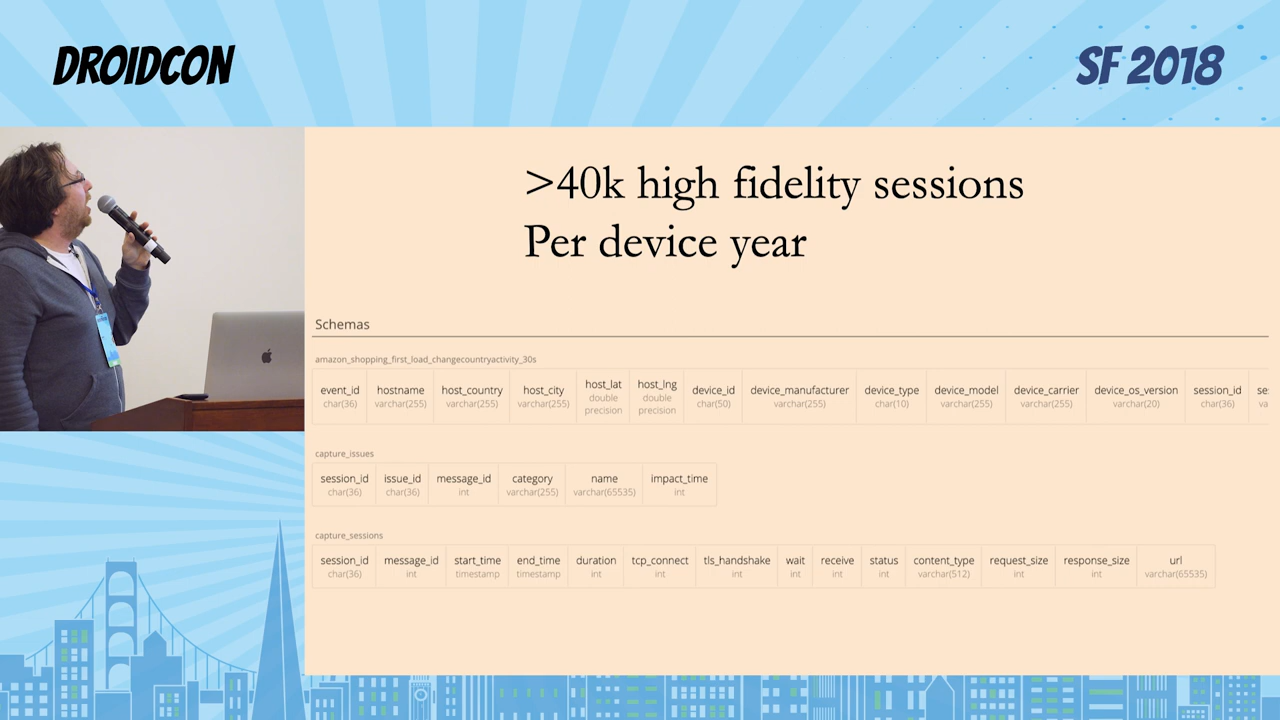 DROIDCON
SF 2018
>40k high fidelity sessions
Per device year
Schemas
amazon_shopping_first_load_changecountryactivity_30s
event_id hostname host_country host_city host_lat host_lng device_id device_manufacturer device_type device_model device_carrier device_os_version session_id se
char(36) varchar(255) varchar(255) varchar(255) double precision double precision char(50) varchar(255) char(10) varchar(255) varchar(255) varchar(20) char(36) va
capture_issues
session_id issue_id message_id category name impact_time
char(36) char(36) int varchar(255) varchar(65535) int
capture_sessions
session_id message_id start_time end_time duration tcp_connect tls_handshake wait receive status content_type request_size response_size url
char(36) int timestamp timestamp int int int int int int varchar(512) int int varchar(65535)